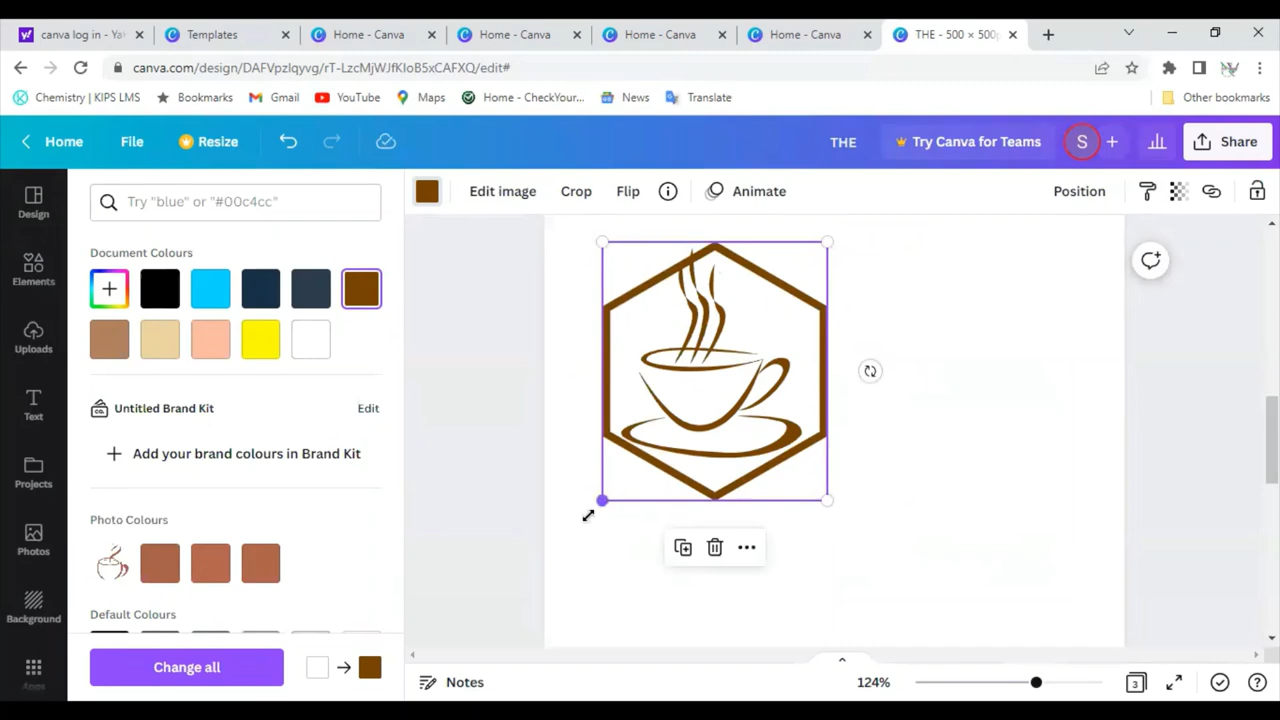 canva log in - Ya
Templates
Home - Canva
Home - Canva
Home - Canva
Home - Canva
THE - 500 × 500p
canva.com/design/DAFVpzIqyvg/rT-LzcMjWJfKIoB5xCAFXQ/edit#
Chemistry | KIPS LMS
Bookmarks
Gmail
YouTube
Maps
Home - CheckYour...
News
Translate
Other bookmarks
Home
File
Resize
THE
Try Canva for Teams
S
Share
Try "blue" or "#00c4cc"
Edit image
Crop
Flip
Animate
Position
Design
Elements
Uploads
Text
Projects
Photos
Background
Apps
Document Colours
CO.
Untitled Brand Kit
Edit
Add your brand colours in Brand Kit
Photo Colours
Default Colours
Change all
Notes
124%
3